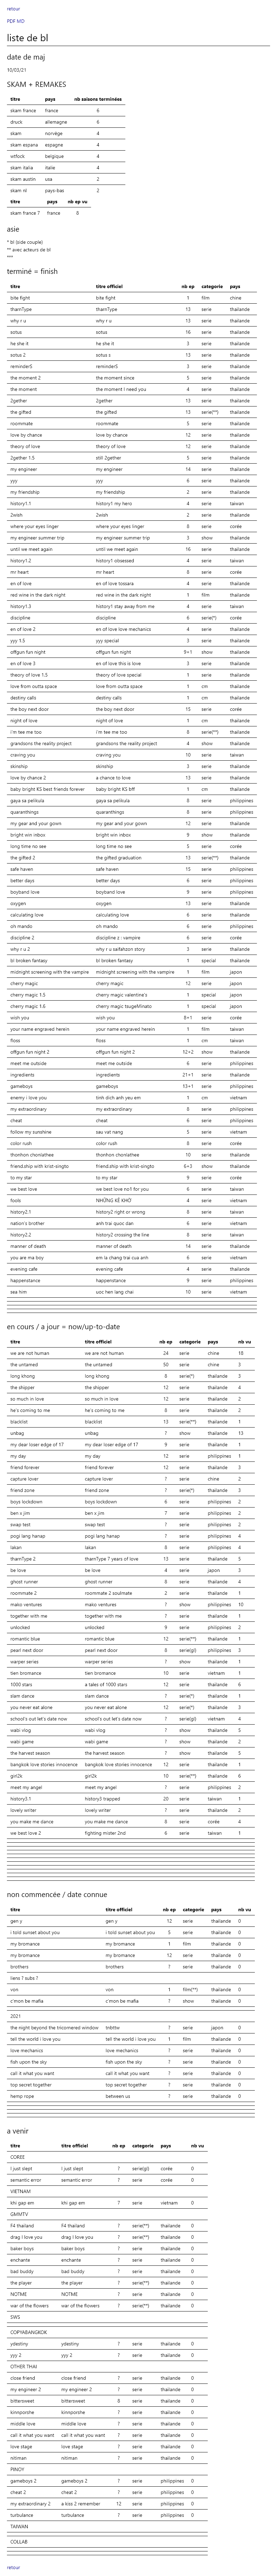 retour
PDF MD
liste de bl
date de maj
10/03/21
SKAM + REMAKES
titre pays nb saisons terminées
skam france france 6
druck allemagne 6
skam norvège 4
skam espana espagne 4
wtfock belgique 4
skam italia italie 4
skam austin usa 2
skam nl pays-bas 2
titre pays nb ep vu
skam france 7 france 8
asie
* bl (side couple)
** avec acteurs de bl
***
terminé = finish
titre titre officiel nb ep categorie pays
bite fight bite fight 1 film chine
tharnType tharnType 13 serie thailande
why r u why r u 13 serie thailande
sotus sotus 16 serie thailande
he she it he she it 3 serie thailande
sotus 2 sotus s 13 serie thailande
reminderS reminderS 3 serie thailande
the moment 2 the moment since 5 serie thailande
the moment the moment I need you 4 serie thailande
2gether 2gether 13 serie thailande
the gifted the gifted 13 serie(**) thailande
roommate roommate 5 serie thailande
love by chance love by chance 12 serie thailande
theory of love theory of love 12 serie thailande
2gether 1.5 still 2gether 5 serie thailande
my engineer my engineer 14 serie thailande
yyy yyy 6 serie thailande
my friendship my friendship 2 serie thailande
history1.1 history1 my hero 4 serie taiwan
2wish 2wish 2 serie thailande
where your eyes linger where your eyes linger 8 serie corée
my engineer summer trip my engineer summer trip 3 show thailande
until we meet again until we meet again 16 serie thailande
history1.2 history1 obsessed 4 serie taiwan
mr heart mr heart 8 serie corée
en of love en of love tossara 4 serie thailande
red wine in the dark night red wine in the dark night 1 film thailande
history1.3 history1 stay away from me 4 serie taiwan
discipline discipline 6 serie(*) corée
en of love 2 en of love love mechanics 4 serie thailande
yyy 1.5 yyy special 3 serie thailande
offgun fun night offgun fun night 9+1 show thailande
en of love 3 en of love this is love 3 serie thailande
theory of love 1.5 theory of love special 1 serie thailande
love from outta space love from outta space 1 cm thailande
destiny calls destiny calls 1 cm thailande
the boy next door the boy next door 15 serie corée
night of love night of love 1 cm thailande
i'm tee me too i'm tee me too 8 serie(**) thailande
grandsons the reality project grandsons the reality project 4 show thailande
craving you craving you 10 serie taiwan
skinship skinship 3 serie thailande
love by chance 2 a chance to love 13 serie thailande
baby bright KS best friends forever baby bright KS bff 1 cm thailande
gaya sa pelikula gaya sa pelikula 8 serie philippines
quaranthings quaranthings 8 serie philippines
my gear and your gown my gear and your gown 12 serie thailande
bright win inbox bright win inbox 9 show thailande
long time no see long time no see 5 serie corée
the gifted 2 the gifted graduation 13 serie(**) thailande
safe haven safe haven 15 serie philippines
better days better days 6 serie philippines
boyband love boyband love 9 serie philippines
oxygen oxygen 13 serie thailande
calculating love calculating love 6 serie thailande
oh mando oh mando 6 serie philippines
discipline 2 discipline z : vampire 6 serie corée
why r u 2 why r u saifahzon story 3 serie thailande
bl broken fantasy bl broken fantasy 1 special thailande
midnight screening with the vampire midnight screening with the vampire 1 film japon
cherry magic cherry magic 12 serie japon
cherry magic 1.5 cherry magic valentine's 1 special japon
cherry magic 1.6 cherry magic tsugeMinato 1 special japon
wish you wish you 8+1 serie corée
your name engraved herein your name engraved herein 1 film taiwan
floss floss 1 cm taiwan
offgun fun night 2 offgun fun night 2 12+2 show thailande
meet me outside meet me outside 6 serie philippines
ingredients ingredients 21+1 serie thailande
gameboys gameboys 13+1 serie philippines
enemy i love you tinh dich anh yeu em 1 cm vietnam
my extraordinary my extraordinary 8 serie philippines
cheat cheat 6 serie philippines
follow my sunshine sau vat nang 5 serie vietnam
color rush color rush 8 serie corée
thonhon chonlathee thonhon chonlathee 10 serie thailande
friend.ship with krist-singto friend.ship with krist-singto 6+3 show thailande
to my star to my star 9 serie corée
we best love we best love no1 for you 6 serie taiwan
fools NHỮNG KẺ KHỜ 4 serie vietnam
history2.1 history2 right or wrong 8 serie taiwan
nation's brother anh trai quoc dan 6 serie vietnam
history2.2 history2 crossing the line 8 serie taiwan
manner of death manner of death 14 serie thailande
you are ma boy em la chang trai cua anh 6 serie vietnam
evening cafe evening café 4 serie thailande
happenstance happenstance 9 serie philippines
sea him uoc hen lang chai 10 serie vietnam
en cours / a jour = now/up-to-date
titre titre officiel nb ep categorie pays nb vu
we are not human we are not human 24 serie chine 18
the untamed the untamed 50 serie chine 3
long khong long khong 8 serie(*) thailande 3
the shipper the shipper 12 serie thailande 4
so much in love so much in love 12 serie thailande 2
he's coming to me he's coming to me 8 serie thailande 2
blacklist blacklist 13 serie(**) thailande 1
unbag unbag ? show thailande 13
my dear loser edge of 17 my dear loser edge of 17 9 serie thailande 1
my day my day 12 serie philippines 1
friend forever friend forever 12 serie thailande 3
capture lover capture lover ? serie chine 2
friend zone friend zone ? serie(*) thailande 3
boys lockdown boys lockdown 6 serie philippines 2
ben x jim ben x jim 7 serie philippines 2
swap test swap test ? serie philippines 2
pogi lang hanap pogi lang hanap ? serie philippines 4
lakan lakan 8 serie philippines 4
tharnType 2 tharnType 7 years of love 13 serie thailande 5
be love be love 4 serie japon 3
ghost runner ghost runner 8 serie thailande 4
roommate 2 roommate 2 soulmate 2 serie thailande 1
mako ventures mako ventures ? show philippines 10
together with me together with me ? serie thailande 1
unlocked unlocked 9 serie philippines 2
romantic blue romantic blue 12 serie(**) thailande 1
pearl next door pearl next door 8 serie(gl) philippines 3
warper series warper series ? show thailande 1
tien bromance tien bromance 10 serie vietnam 1
1000 stars a tales of 1000 stars 12 serie thailande 6
slam dance slam dance ? serie(*) thailande 1
you never eat alone you never eat alone 12 serie(*) thailande 3
school's out let's date now school's out let's date now ? serie(gl) vietnam 4
wabi vlog wabi vlog ? show thailande 5
wabi game wabi game ? show thailande 2
the harvest season the harvest season ? show thailande 5
bangkok love stories innocence bangkok love stories innocence 12 serie thailande 1
girl2k girl2k 10 serie(**) thailande 6
meet my angel meet my angel ? serie philippines 2
history3.1 history3 trapped 20 serie taiwan 1
lovely writer lovely writer ? serie thailande 2
you make me dance you make me dance 8 serie corée 4
we best love 2 fighting mister 2nd 6 serie taiwan 1
non commencée / date connue
titre titre officiel nb ep categorie pays nb vu
gen y gen y 12 serie thailande 0
i told sunset about you i told sunset about you 5 serie thailande 0
my bromance my bromance 1 film thailande 0
my bromance my bromance 12 serie thailande 0
brothers brothers ? serie thailande 0
liens ? subs ?
von von 1 film(**) thailande 0
c'mon be mafia c'mon be mafia ? show thailande 0
2021
the night beyond the tricornered window tnbttw ? serie japon 0
tell the world i love you tell the world i love you 1 film thailande 0
love mechanics love mechanics ? serie thailande 0
fish upon the sky fish upon the sky ? serie thailande 0
call it what you want call it what you want ? serie thailande 0
top secret together top secret together ? serie thailande 0
hemp rope between us ? serie thailande 0
a venir
titre titre officiel nb ep categorie pays nb vu
COREE
i just slept i just slept ? serie(gl) corée 0
semantic error semantic error ? serie corée 0
VIETNAM
khi gap em khi gap em 7 serie vietnam 0
GMMTV
F4 thailand F4 thailand ? serie(**) thailande 0
drag I love you drag I love you ? serie(**) thailande 0
baker boys baker boys ? serie thailande 0
enchante enchante ? serie thailande 0
bad buddy bad buddy ? serie thailande 0
the player the player ? serie(**) thailande 0
NOTME NOTME ? serie thailande 0
war of the flowers war of the flowers ? serie(**) thailande 0
SWS
COPYABANGKOK
ydestiny ydestiny ? serie thailande 0
yyy 2 yyy 2 ? serie thailande 0
OTHER THAI
close friend close friend ? serie thailande 0
my engineer 2 my engineer 2 ? serie thailande 0
bittersweet bittersweet 8 serie thailande 0
kinnporshe kinnporshe ? serie thailande 0
middle love middle love ? serie thailande 0
call it what you want call it what you want ? serie thailande 0
love stage love stage ? serie thailande 0
nitiman nitiman ? serie thailande 0
PINOY
gameboys 2 gameboys 2 ? serie philippines 0
cheat 2 cheat 2 ? serie philippines 0
my extraordinary 2 a kiss 2 remember 12 serie philippines 0
turbulance turbulance ? serie philippines 0
TAIWAN
COLLAB
retour